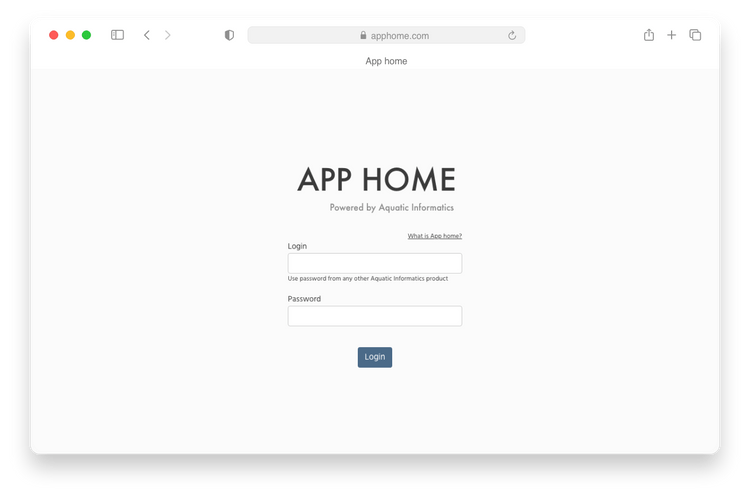 apphome.com
App home
APP HOME
Powered by Aquatic Informatics
What is App home?
Login
Use password from any other Aquatic Informatics product
Password
Login